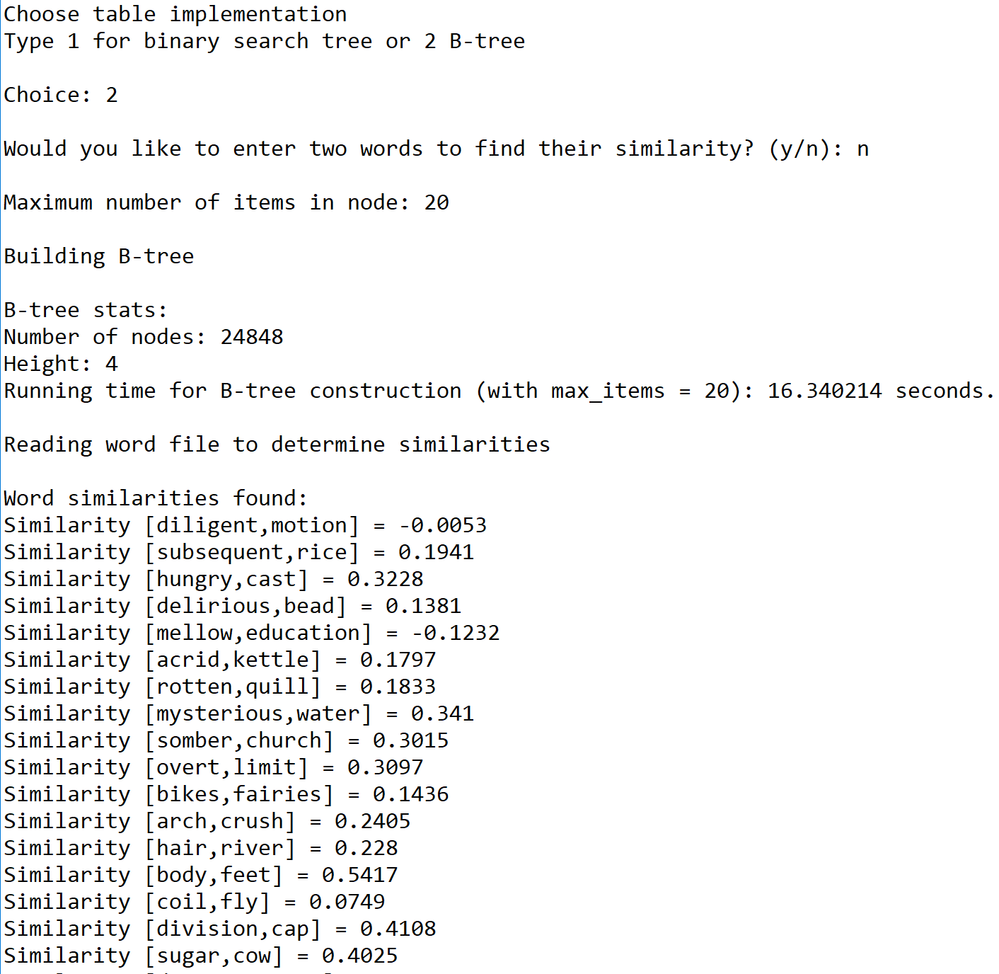 Choose table implementation
Type 1 for binary search tree or 2 B-tree
Choice: 2
Would you like to enter two words to find their similarity? (y/n): n
Maximum number of items in node: 20
Building B-tree
B-tree stats:
Number of nodes: 24848
Height: 4
Running time for B-tree construction (with max_items = 20): 16.340214 seconds.
Reading word file to determine similarities
Word similarities found:
Similarity [diligent,motion] = -0.0053
Similarity [subsequent,rice] = 0.1941
Similarity [hungry,cast] = 0.3228
Similarity [delirious,bead] = 0.1381
Similarity [mellow,education] = -0.1232
Similarity [acrid,kettle] = 0.1797
Similarity [rotten,quill] = 0.1833
Similarity [mysterious,water] = 0.341
Similarity [somber,church] = 0.3015
Similarity [overt,limit] = 0.3097
Similarity [bikes,fairies] = 0.1436
Similarity [arch,crush] = 0.2405
Similarity [hair,river] = 0.228
Similarity [body,feet] = 0.5417
Similarity [coil,fly] = 0.0749
Similarity [division,cap] = 0.4108
Similarity [sugar,cow] = 0.4025